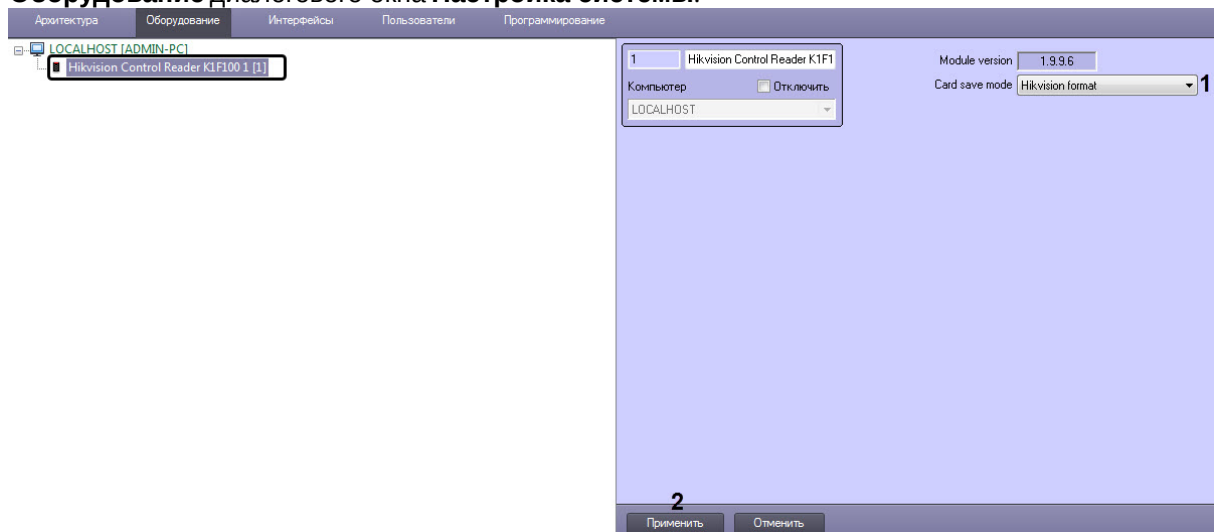 Оборудование диалогового окна Настройка системы.
Архитектура Оборудование Интерфейсы Пользователи Программирование
LOCALHOST [ADMIN-PC]
Hikvision Control Reader K1F100 1 [1]
1 Hikvision Control Reader K1F1
Компьютер Отключить
LOCALHOST
Module version 1.9.9.6
Card save mode Hikvision format 1
2
Применить Отменить